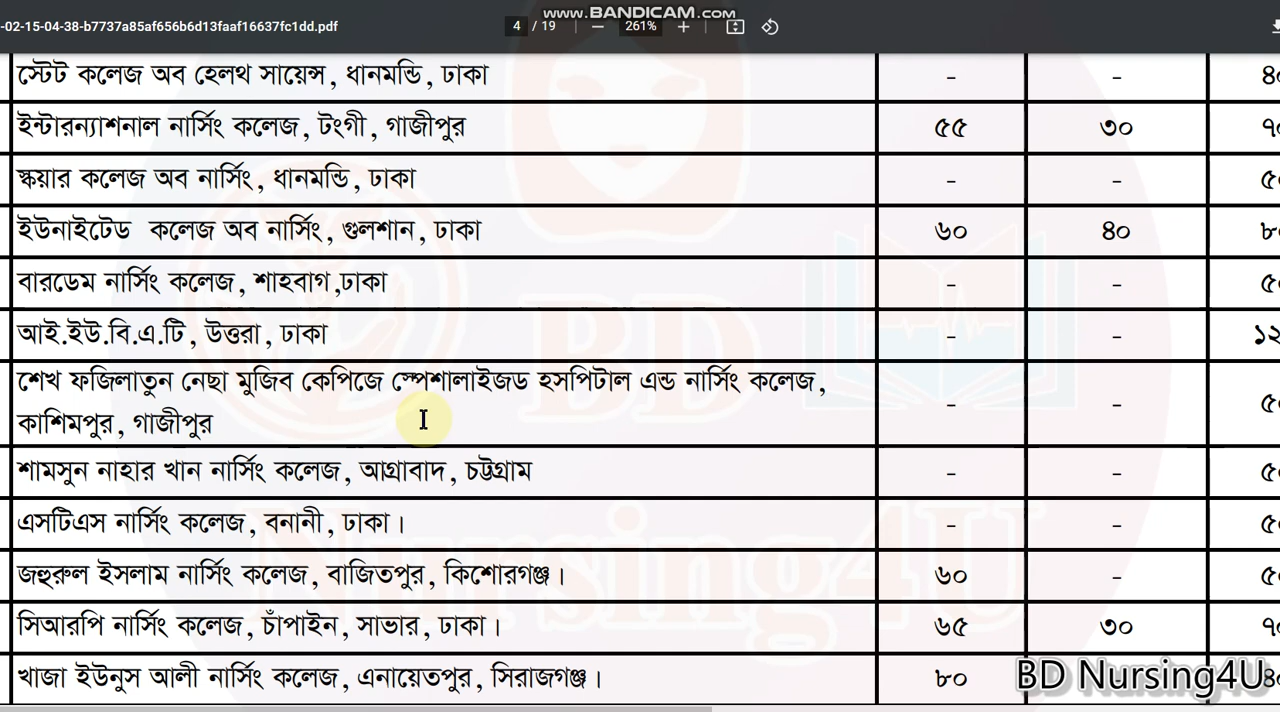 www.BANDICAM.com
-02-15-04-38-b7737a85af656b6d13faaf16637fc1dd.pdf 4 / 19 261%
স্টেট কলেজ অব হেলথ সায়েন্স, ধানমন্ডি, ঢাকা - -
ইন্টারন্যাশনাল নার্সিং কলেজ, টংগী, গাজীপুর ৫৫ ৩০
স্কয়ার কলেজ অব নার্সিং, ধানমন্ডি, ঢাকা - -
ইউনাইটেড কলেজ অব নার্সিং, গুলশান, ঢাকা ৬০ ৪০
বারডেম নার্সিং কলেজ, শাহবাগ,ঢাকা - -
আই.ইউ.বি.এ.টি, উত্তরা, ঢাকা - -
শেখ ফজিলাতুন নেছা মুজিব কেপিজে স্পেশালাইজড হসপিটাল এন্ড নার্সিং কলেজ,
কাশিমপুর, গাজীপুর - -
শামসুন নাহার খান নার্সিং কলেজ, আগ্রাবাদ, চট্টগ্রাম - -
এসটিএস নার্সিং কলেজ, বনানী, ঢাকা। - -
জহুরুল ইসলাম নার্সিং কলেজ, বাজিতপুর, কিশোরগঞ্জ। ৬০ -
সিআরপি নার্সিং কলেজ, চাঁপাইন, সাভার, ঢাকা। ৬৫ ৩০
খাজা ইউনুস আলী নার্সিং কলেজ, এনায়েতপুর, সিরাজগঞ্জ। ৮০
BD Nursing4U
BD
Nursing4U